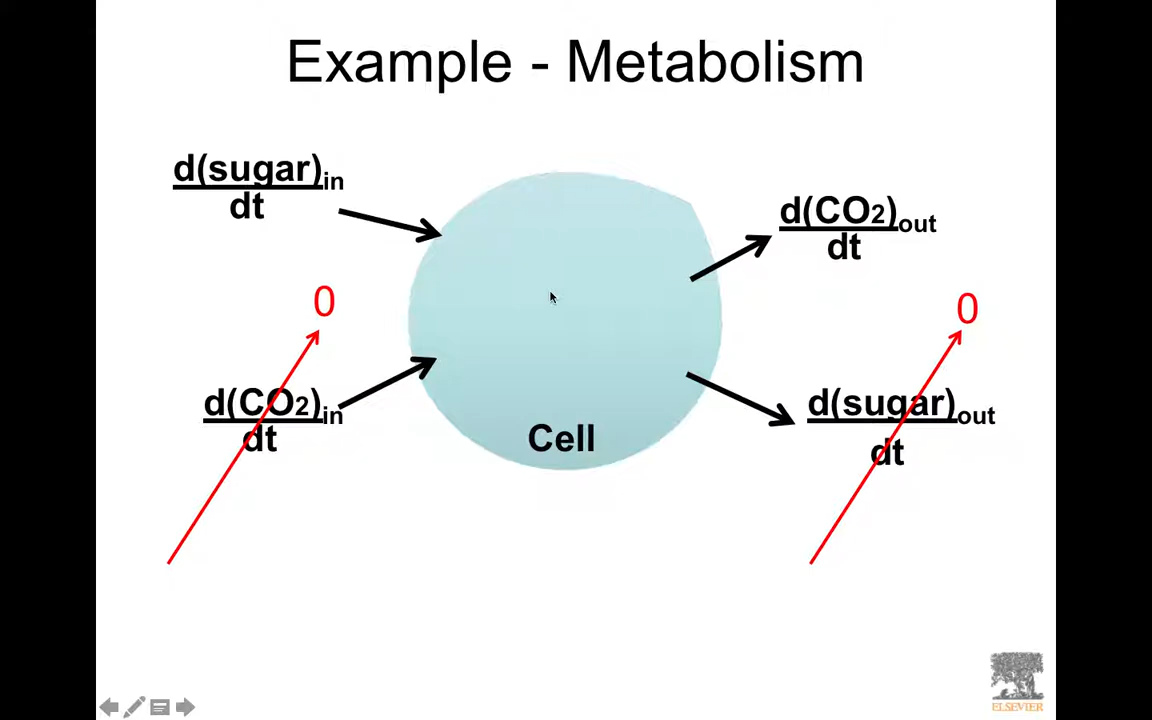 Example - Metabolism
d(sugar)in
dt
d(CO2)out
dt
0
0
d(CO2)in
dt
d(sugar)out
dt
Cell
ELSEVIER